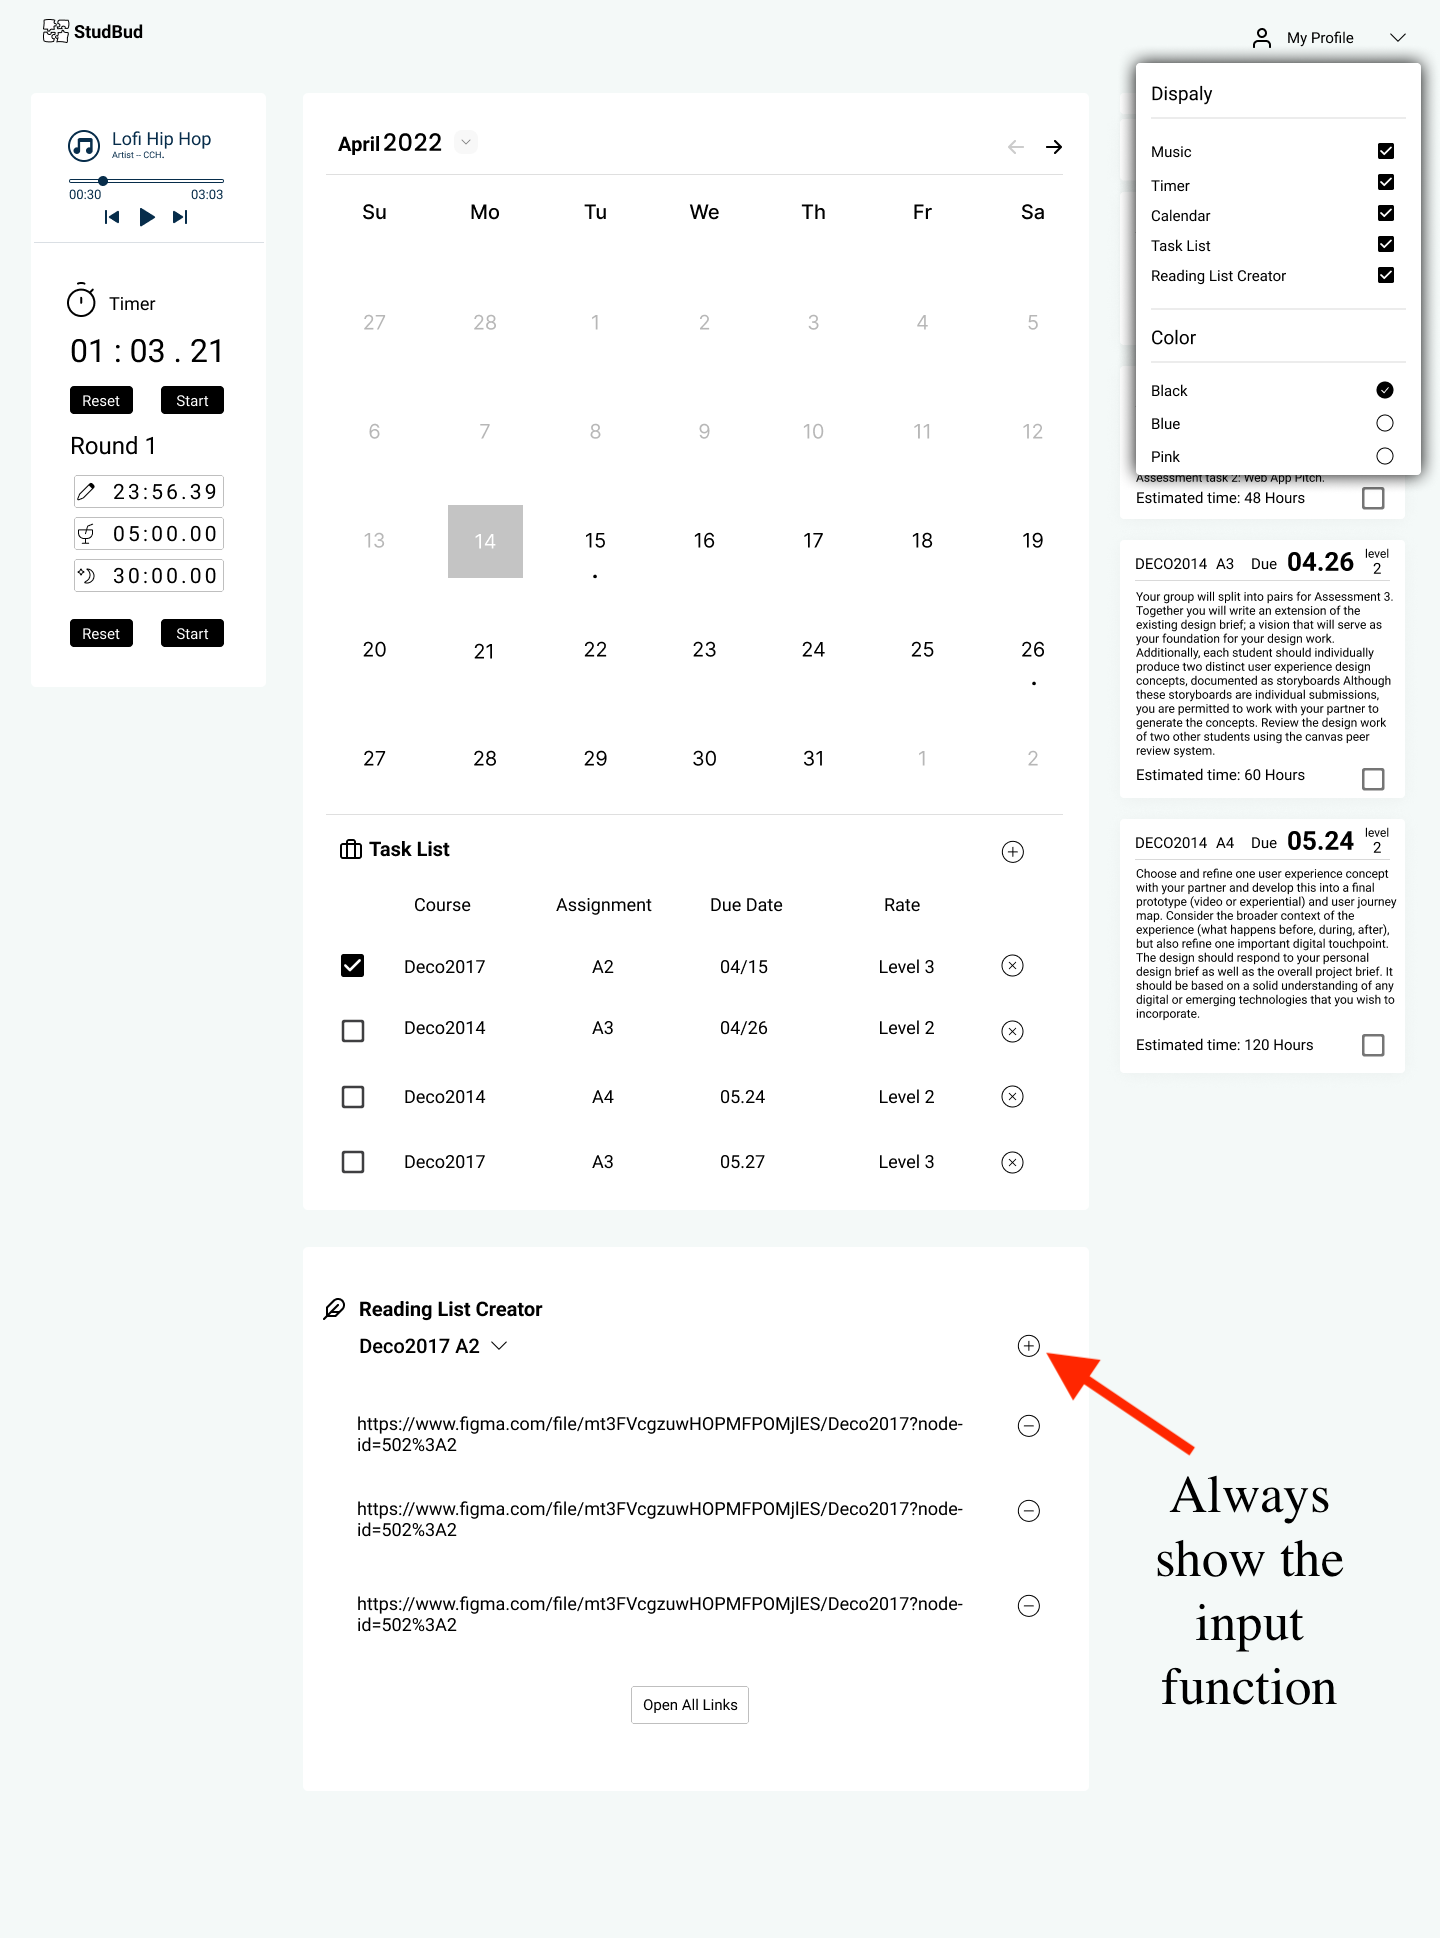 StudBud
My Profile
Lofi Hip Hop
Artist -- CCH.
00:30 03:03
Timer
01 : 03 . 21
Reset Start
Round 1
23:56.39
05:00.00
30:00.00
Reset Start
April 2022
Su Mo Tu We Th Fr Sa
27 28 1 2 3 4 5
6 7 8 9 10 11 12
13 14 15 16 17 18 19
20 21 22 23 24 25 26
27 28 29 30 31 1 2
Task List
Course Assignment Due Date Rate
Deco2017 A2 04/15 Level 3
Deco2014 A3 04/26 Level 2
Deco2014 A4 05.24 Level 2
Deco2017 A3 05.27 Level 3
Reading List Creator
Deco2017 A2
https://www.figma.com/file/mt3FVcgzuwHOPMFPOMjlES/Deco2017?node-
id=502%3A2
https://www.figma.com/file/mt3FVcgzuwHOPMFPOMjlES/Deco2017?node-
id=502%3A2
https://www.figma.com/file/mt3FVcgzuwHOPMFPOMjlES/Deco2017?node-
id=502%3A2
Open All Links
Dispaly
Music
Timer
Calendar
Task List
Reading List Creator
Color
Black
Blue
Pink
Assessment task 2: Web App Pitch.
Estimated time: 48 Hours
DECO2014 A3 Due 04.26 level
2
Your group will split into pairs for Assessment 3.
Together you will write an extension of the
existing design brief; a vision that will serve as
your foundation for your design work.
Additionally, each student should individually
produce two distinct user experience design
concepts, documented as storyboards Although
these storyboards are individual submissions,
you are permitted to work with your partner to
generate the concepts. Review the design work
of two other students using the canvas peer
review system.
Estimated time: 60 Hours
DECO2014 A4 Due 05.24 level
2
Choose and refine one user experience concept
with your partner and develop this into a final
prototype (video or experiential) and user journey
map. Consider the broader context of the
experience (what happens before, during, after),
but also refine one important digital touchpoint.
The design should respond to your personal
design brief as well as the overall project brief. It
should be based on a solid understanding of any
digital or emerging technologies that you wish to
incorporate.
Estimated time: 120 Hours
Always
show the
input
function